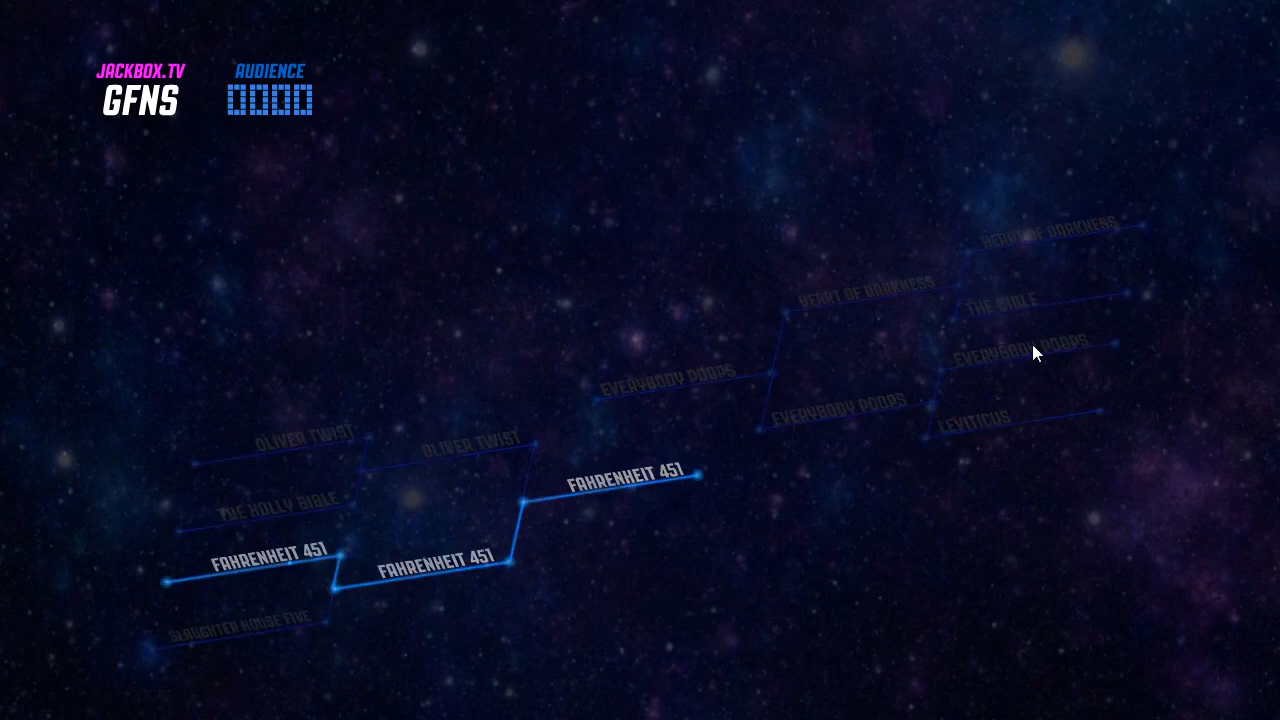 JACKBOX.TV
GFNS
AUDIENCE
0000
HEART OF DARKNESS
HEART OF DARKNESS
THE BIBLE
EVERYBODY POOPS
EVERYBODY POOPS
EVERYBODY POOPS
LEVITICUS
OLIVER TWIST
OLIVER TWIST
FAHRENHEIT 451
THE HOLLY BIBLE
FAHRENHEIT 451
FAHRENHEIT 451
SLAUGHTER HOUSE FIVE